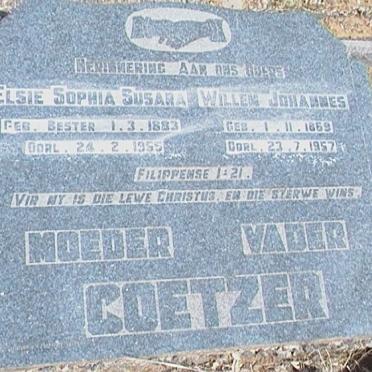 HERINNERING AAN ONS OUERS
ELSIE SOPHIA SUSARA WILLEM JOHANNES
GEB. BESTER 1.3.1883 GEB. 1.11.1869
OORL. 24.2.1955 OORL. 23.7.1957
FILIPPENSE 1:21.
VIR MY IS DIE LEWE CHRISTUS, EN DIE STERWE WINS.
MOEDER VADER
COETZER